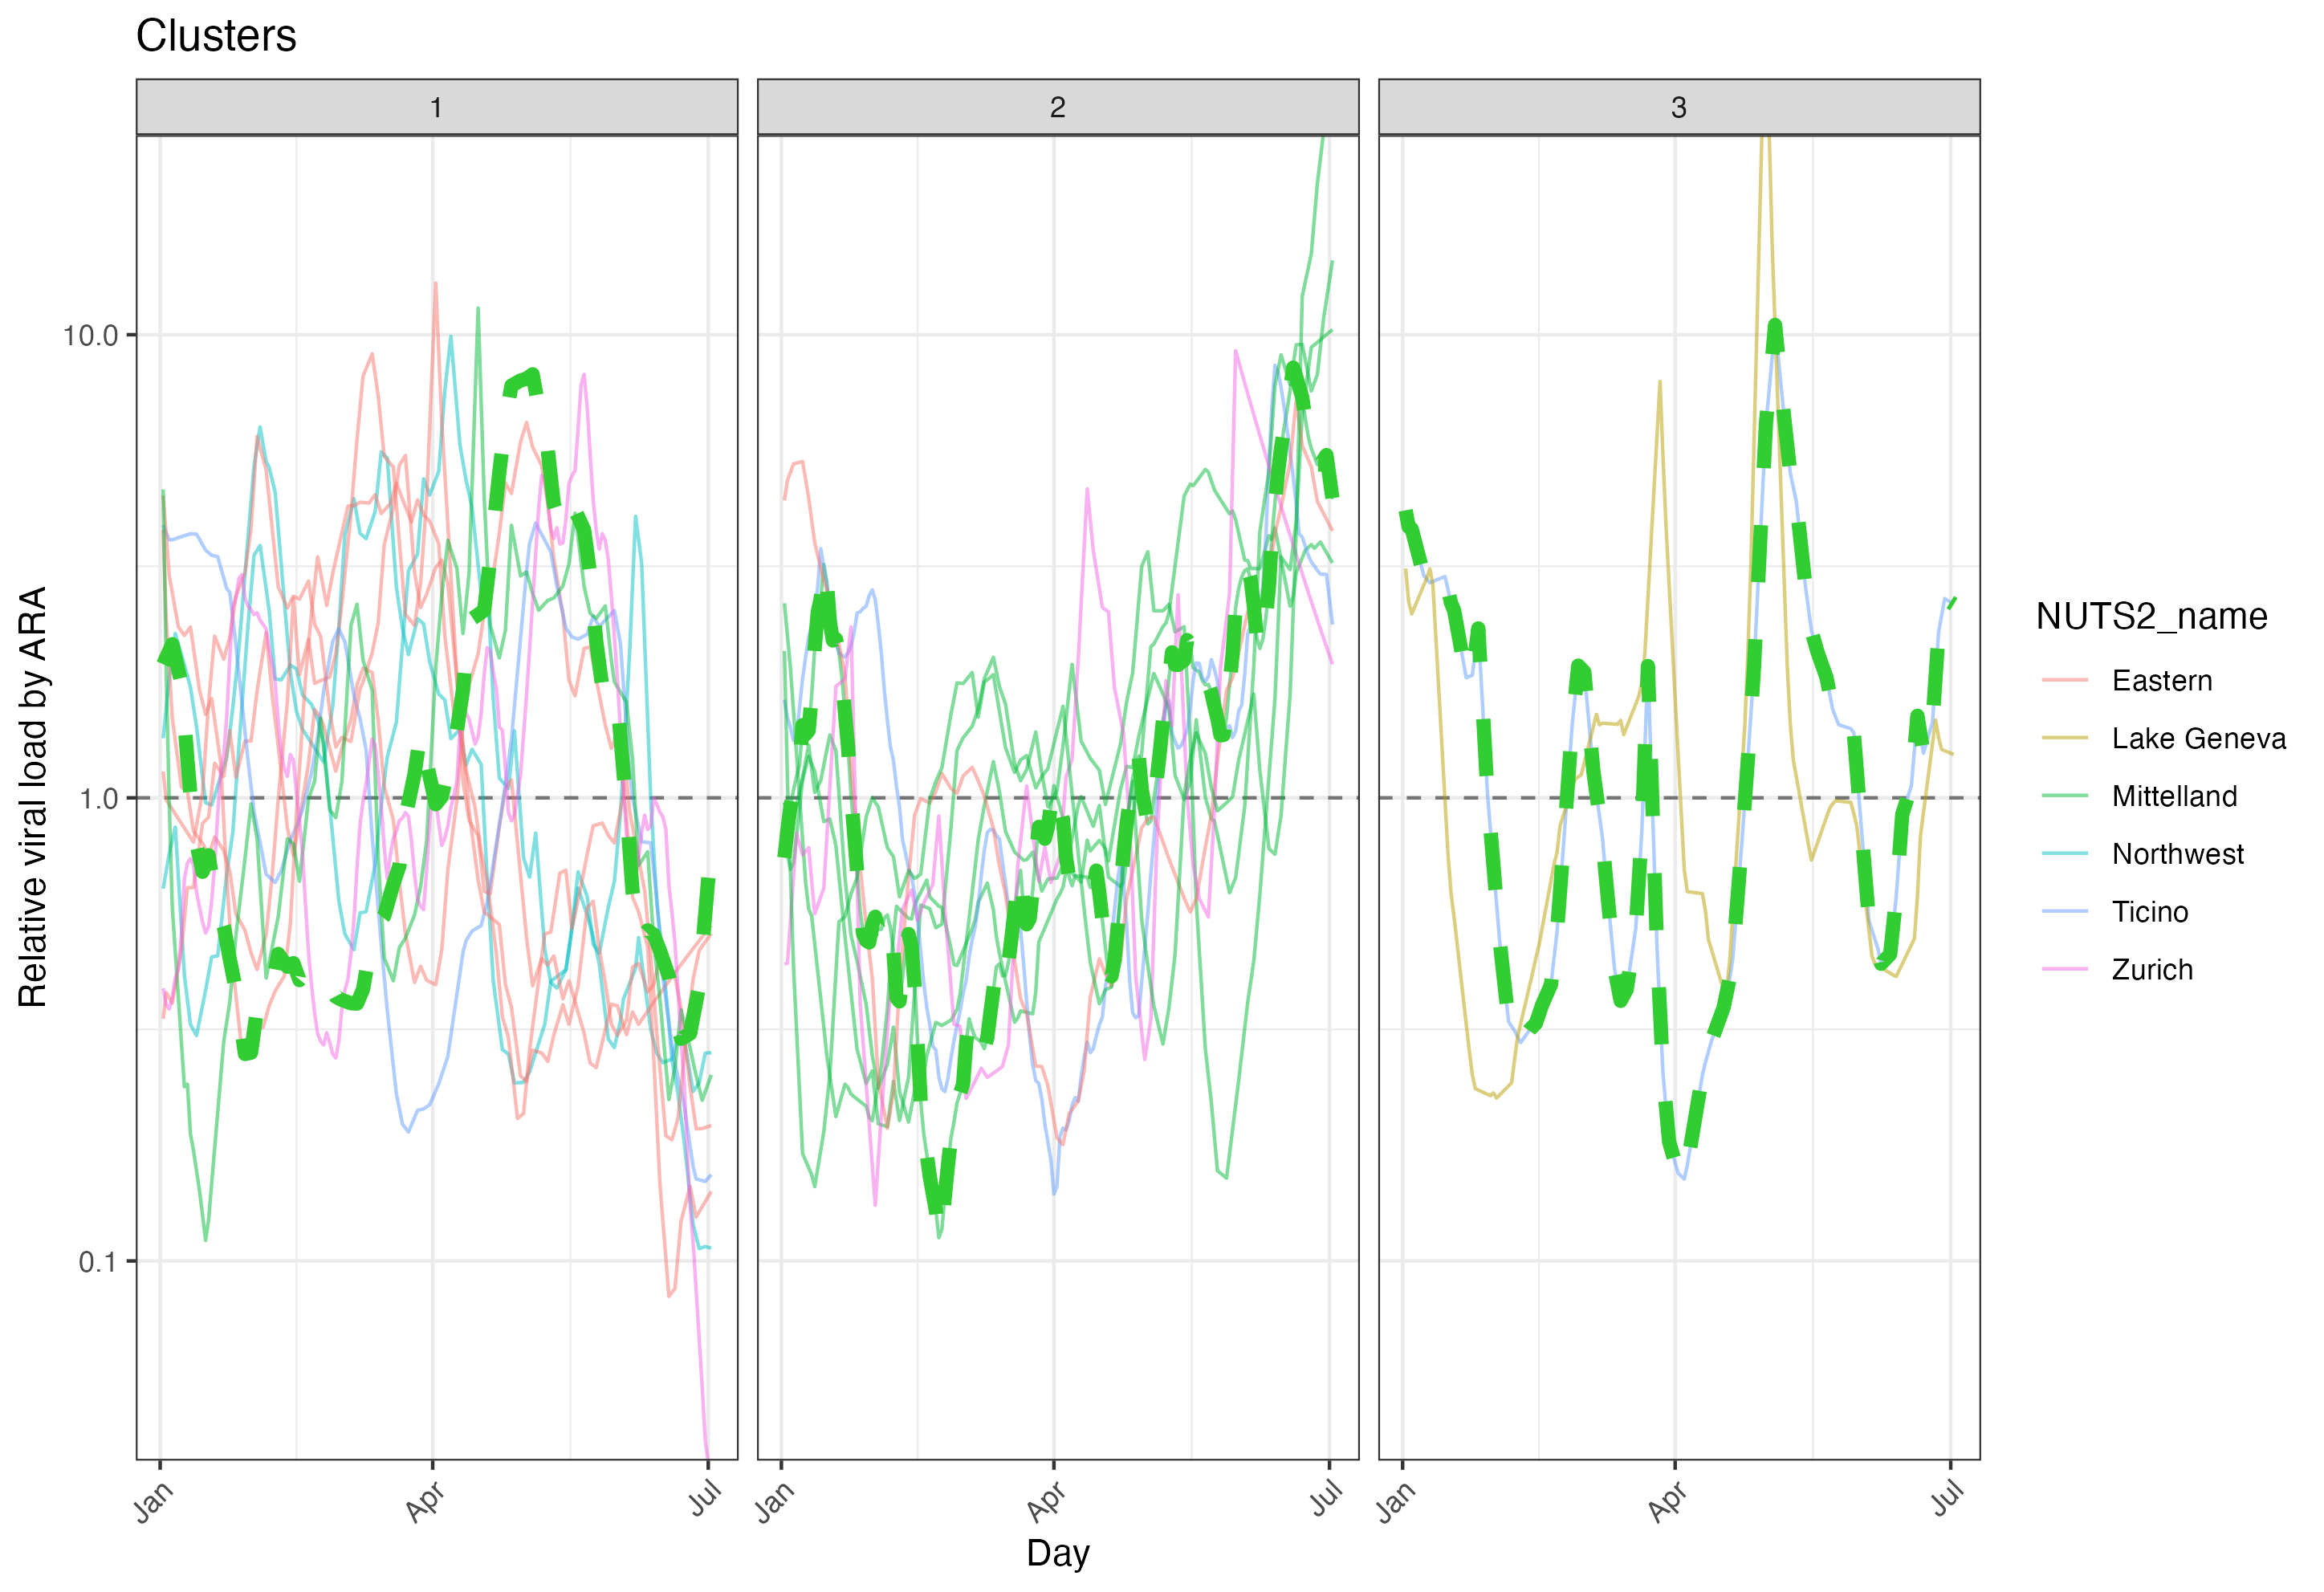 Clusters
1
2
3
Relative viral load by ARA
10.0
1.0
0.1
Jan
Apr
Jul
Jan
Apr
Jul
Jan
Apr
Jul
Day
NUTS2_name
Eastern
Lake Geneva
Mittelland
Northwest
Ticino
Zurich